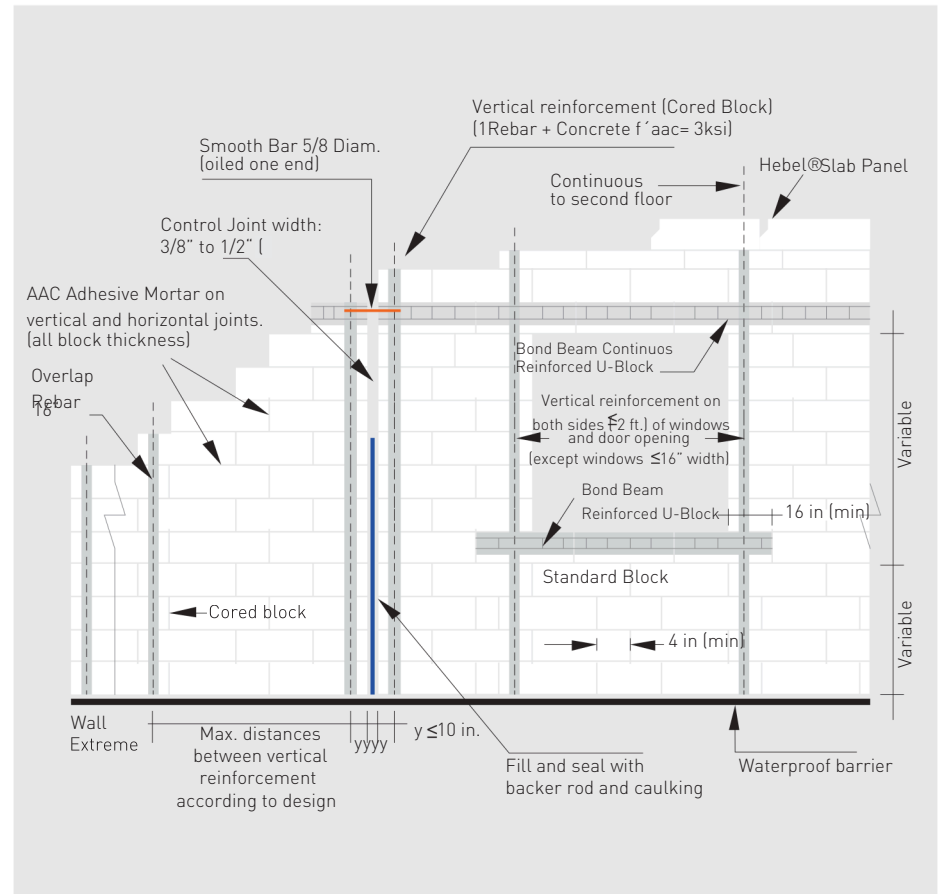 Vertical reinforcement (Cored Block)
(1Rebar + Concrete f´aac= 3ksi)
Smooth Bar 5/8 Diam.
(oiled one end)
Hebel®Slab Panel
Continuous
to second floor
Control Joint width:
3/8" to 1/2" (
AAC Adhesive Mortar on
vertical and horizontal joints.
(all block thickness)
Bond Beam Continuos
Reinforced U-Block
Overlap
Rebar
16"
Vertical reinforcement on
both sides (≤2 ft.) of windows
and door opening
(except windows ≤16" width)
Variable
Bond Beam
Reinforced U-Block
16 in (min)
Standard Block
Cored block
4 in (min)
Variable
Wall
Extreme
Max. distances
between vertical
reinforcement
according to design
yyyy
y ≤10 in.
Fill and seal with
backer rod and caulking
Waterproof barrier